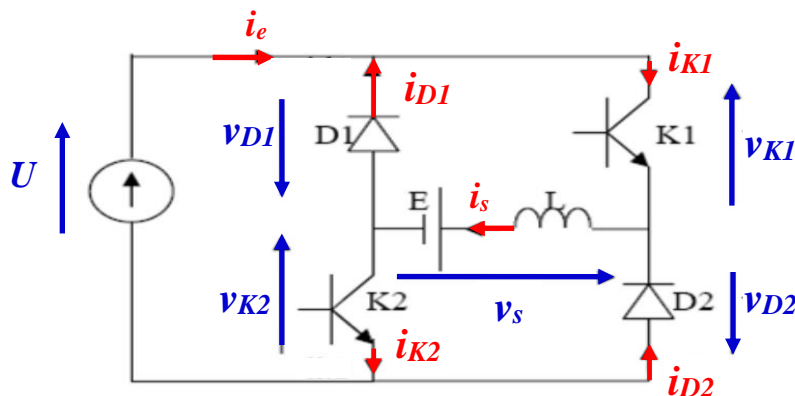 ie
iD1
iK1
vD1
D1
K1
vK1
U
E
is
L
vK2
K2
vs
D2
vD2
iK2
iD2